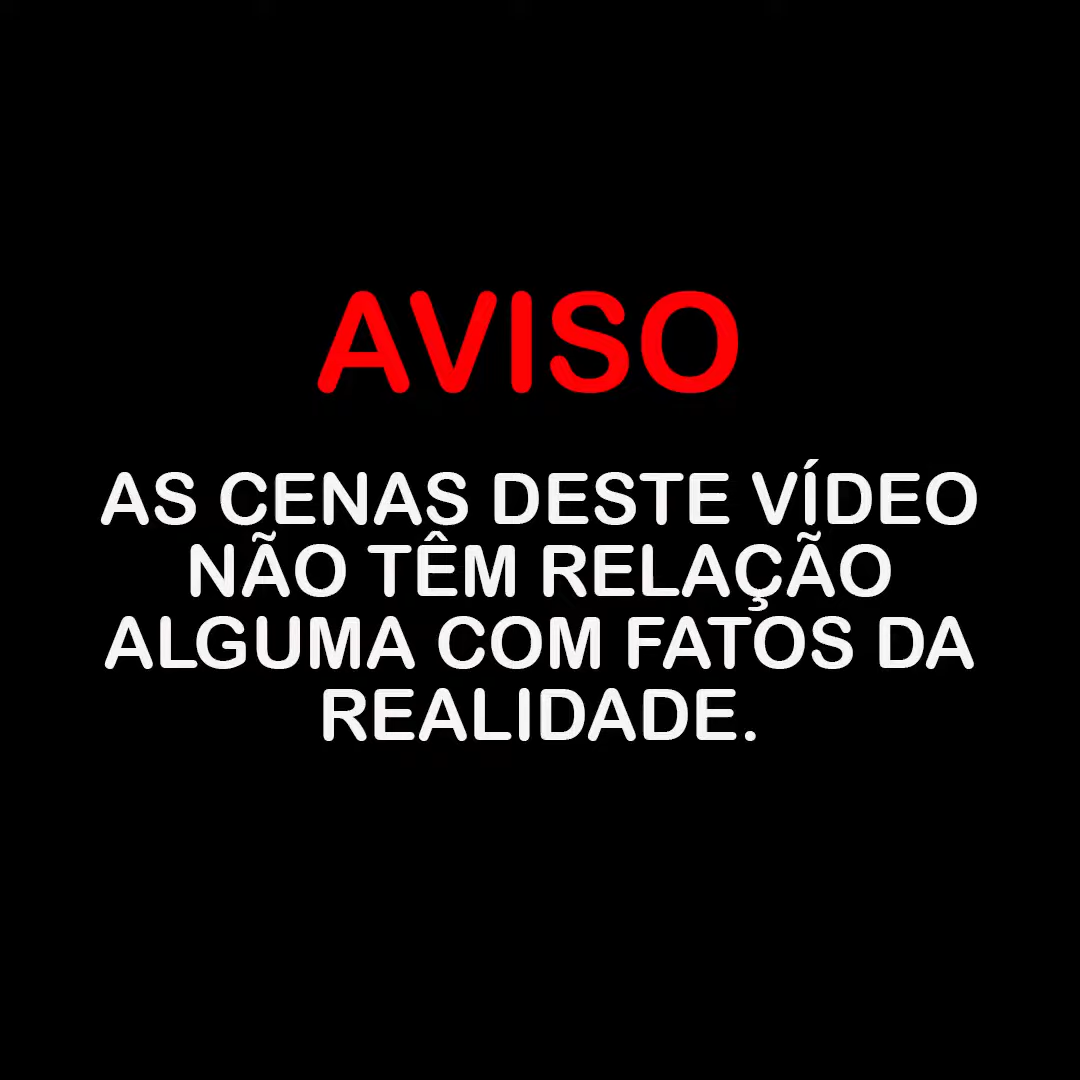 AVISO
AS CENAS DESTE VÍDEO
NÃO TÊM RELAÇÃO
ALGUMA COM FATOS DA
REALIDADE.